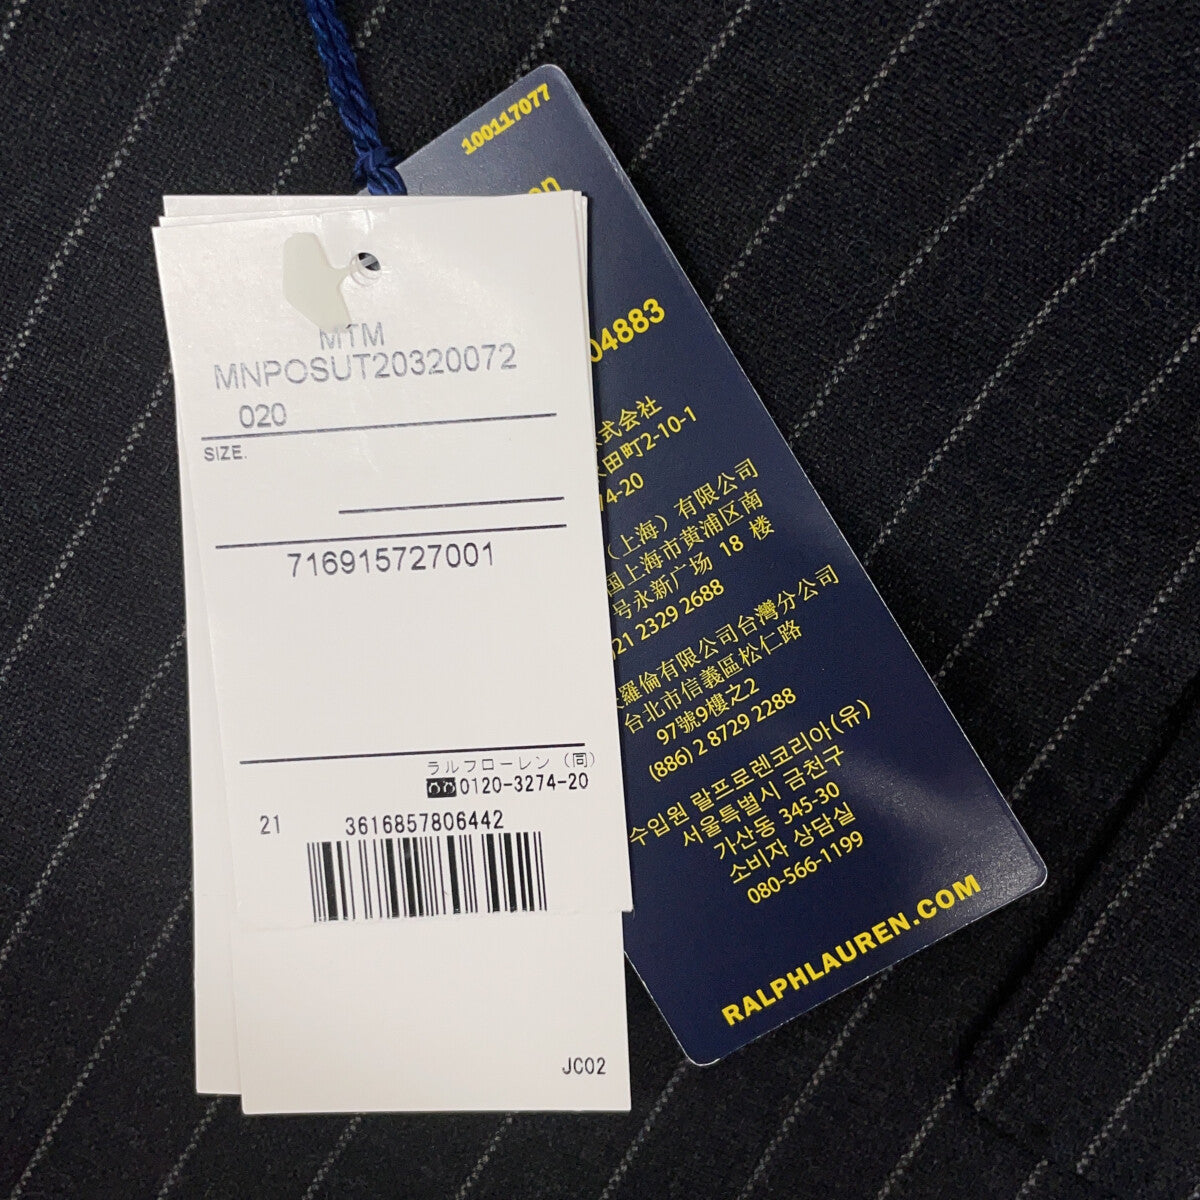 MTM
MNPOSUT20320072
020
SIZE.
716915727001
ラルフローレン (同)
0120-3274-20
21
3616857806442
JC02
100117077
04883
式会社
田町2-10-1
74-20
(上海) 有限公司
国上海市黄浦区南
号永新广场 18 楼
21 2329 2688
羅倫有限公司台灣分公司
台北市信義區松仁路
97號9樓之2
(886) 2 8729 2288
수입원 랄프로렌코리아(유)
서울특별시 금천구
가산동 345-30
소비자 상담실
080-566-1199
RALPHLAUREN.COM